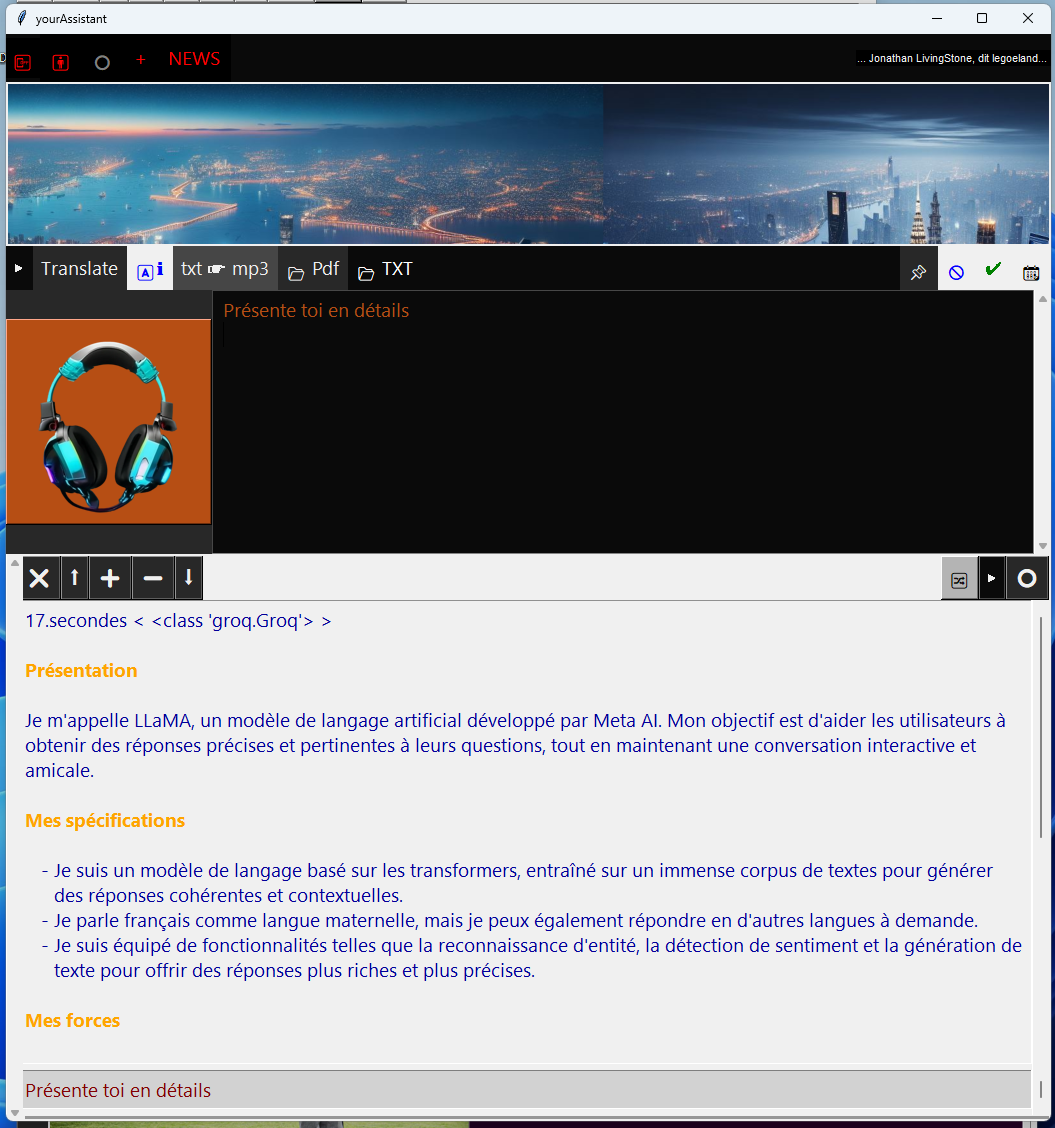 yourAssistant
+ NEWS
... Jonathan LivingStone, dit legoeland...
Translate
A i
txt ☛ mp3
Pdf
TXT
Présente toi en détails
17.secondes < <class 'groq.Groq'> >
Présentation
Je m'appelle LLaMA, un modèle de langage artificial développé par Meta AI. Mon objectif est d'aider les utilisateurs à
obtenir des réponses précises et pertinentes à leurs questions, tout en maintenant une conversation interactive et
amicale.
Mes spécifications
- Je suis un modèle de langage basé sur les transformers, entraîné sur un immense corpus de textes pour générer
des réponses cohérentes et contextuelles.
- Je parle français comme langue maternelle, mais je peux également répondre en d'autres langues à demande.
- Je suis équipé de fonctionnalités telles que la reconnaissance d'entité, la détection de sentiment et la génération de
texte pour offrir des réponses plus riches et plus précises.
Mes forces
Présente toi en détails